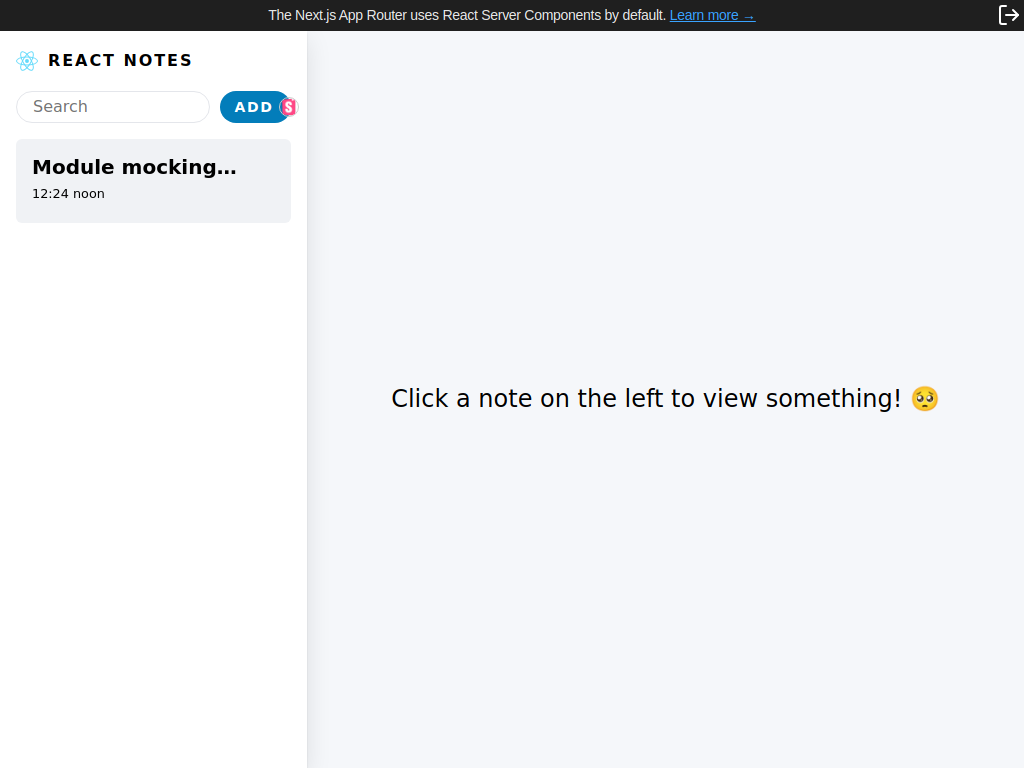 The Next.js App Router uses React Server Components by default. Learn more →
REACT NOTES
Search
ADD
S
Module mocking...
12:24 noon
Click a note on the left to view something! 🥺